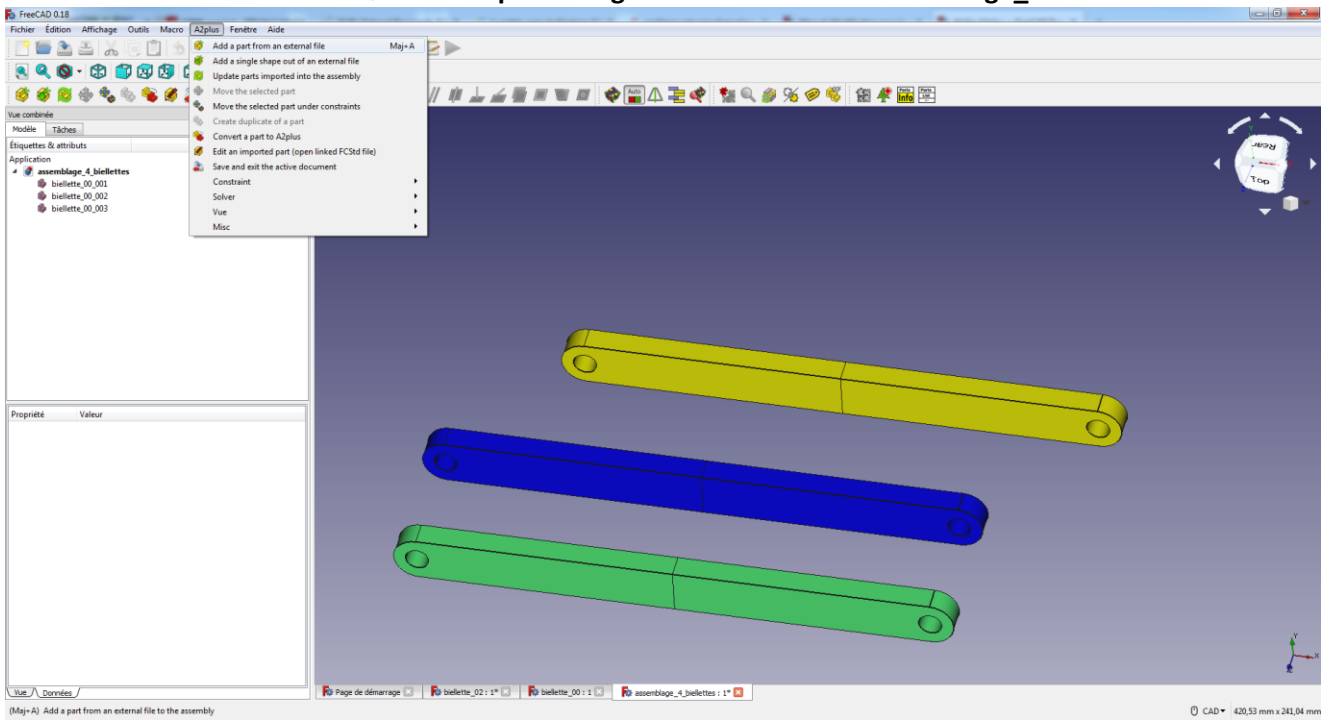 FreeCAD 0.18
Fichier Édition Affichage Outils Macro A2plus Fenêtre Aide
Add a part from an external file Maj+A
Add a single shape out of an external file
Update parts imported into the assembly
Move the selected part
Move the selected part under constraints
Create duplicate of a part
Convert a part to A2plus
Edit an imported part (open linked FCStd file)
Save and exit the active document
Constraint
Solver
Vue
Misc
Auto
Info
Vue combinée
Modèle Tâches
Étiquettes & attributs
Application
assemblage_4_biellettes
biellette_00_001
biellette_00_002
biellette_00_003
Rear
Top
Y
Propriété Valeur
Y
X
Vue Données
Page de démarrage biellette_02 : 1* biellette_00 : 1 assemblage_4_biellettes : 1*
(Maj+A) Add a part from an external file to the assembly
CAD 420,53 mm x 241,04 mm